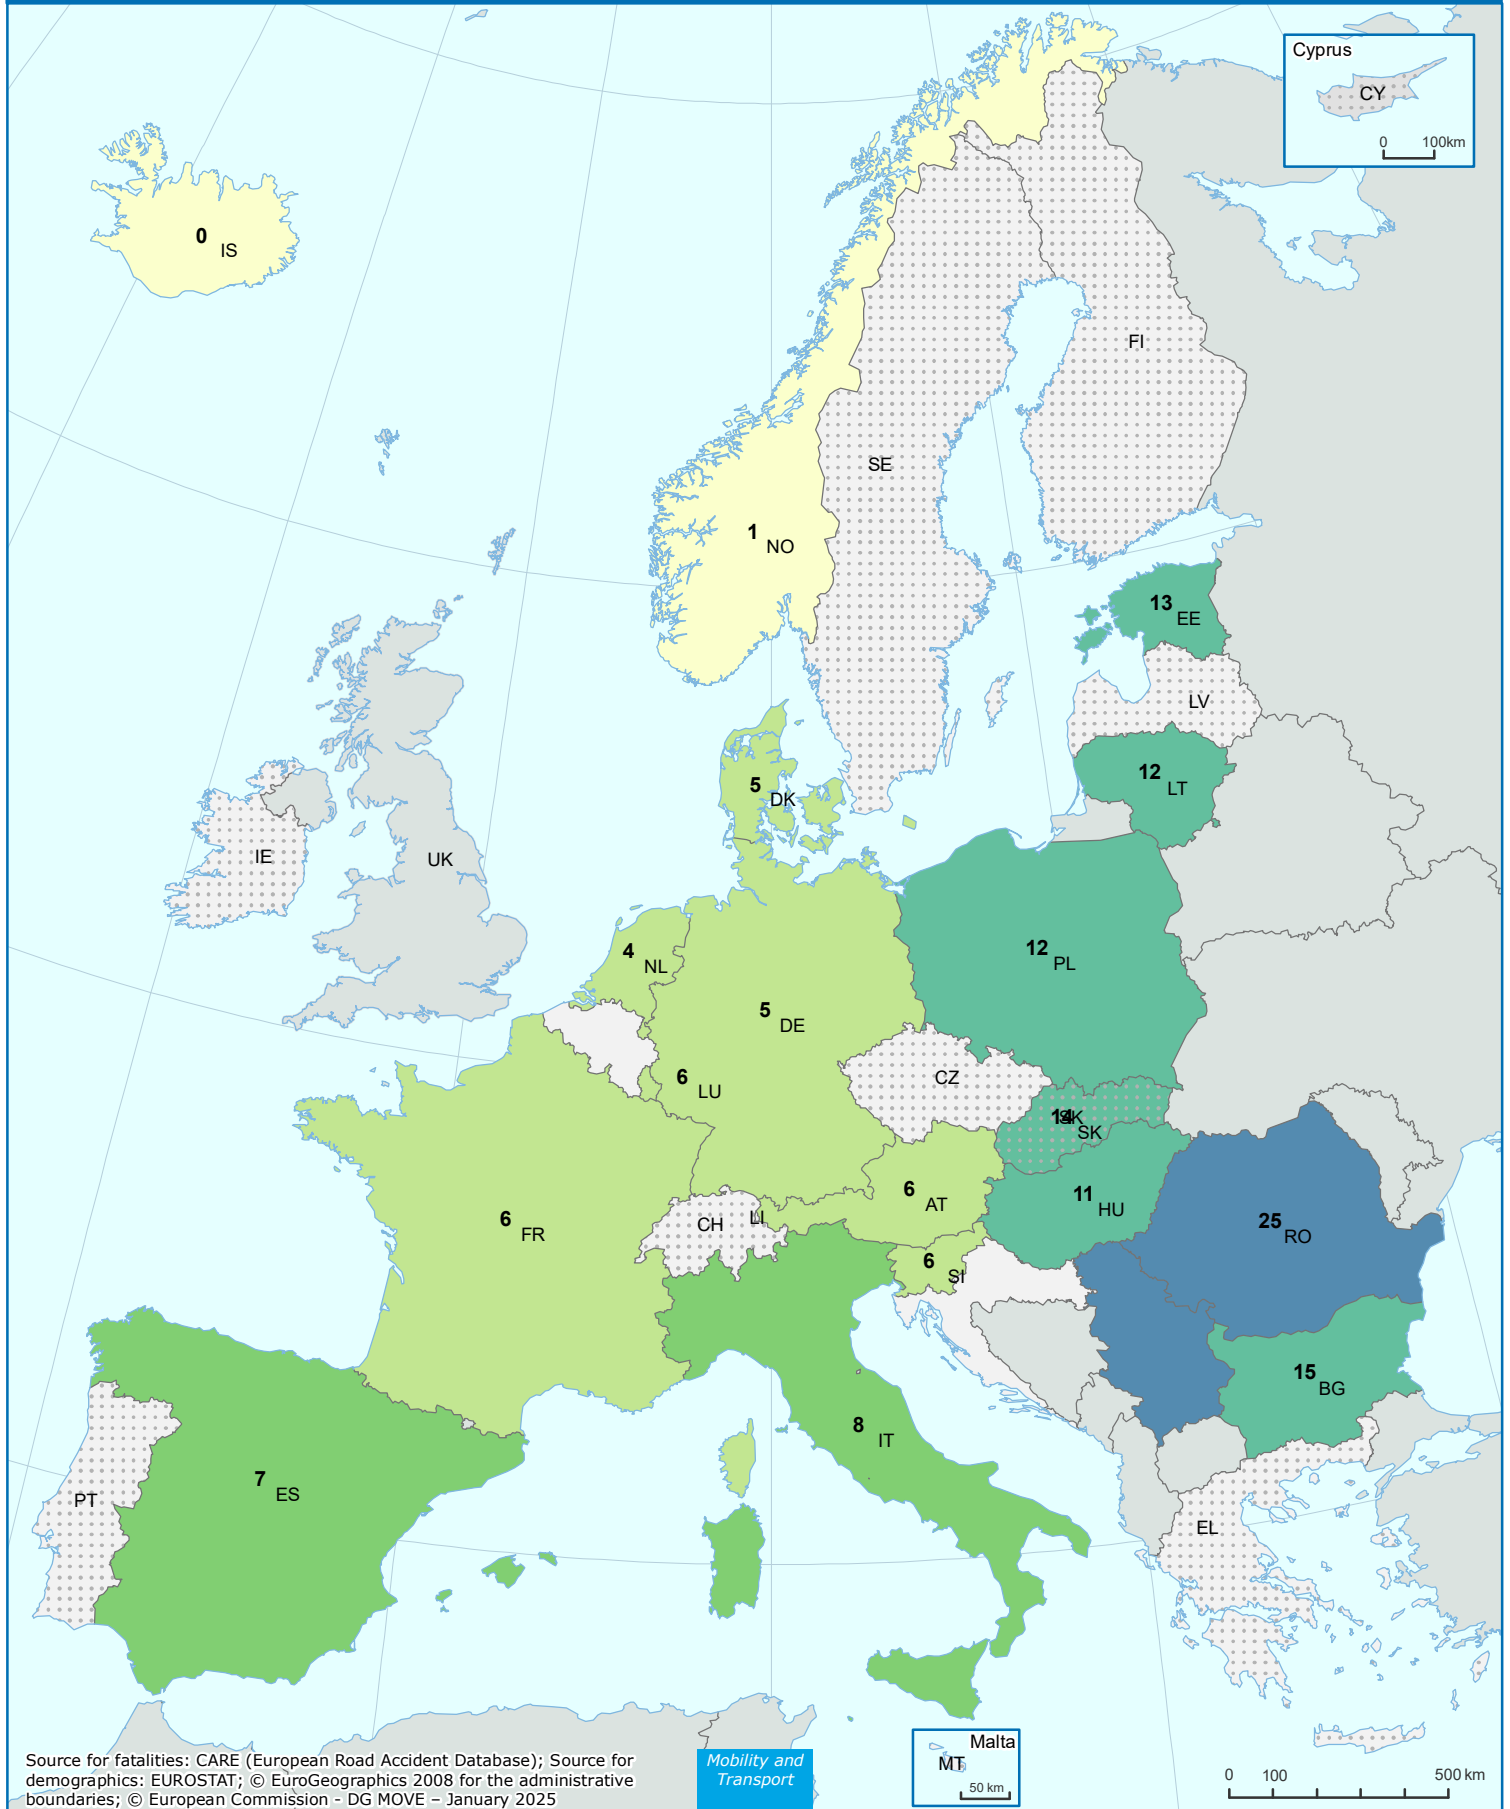 Cyprus
CY
0 100km
0 IS
FI
SE
1 NO
13 EE
LV
12 LT
5 DK
IE
UK
12 PL
4 NL
5 DE
CZ
6 LU
14 SK
SK
11 HU
6 AT
CH
LI
6 FR
25 RO
6 SI
15 BG
8 IT
7 ES
PT
EL
Malta
MT
50 km
Mobility and
Transport
0 100 500 km
Source for fatalities: CARE (European Road Accident Database); Source for
demographics: EUROSTAT; © EuroGeographics 2008 for the administrative
boundaries; © European Commission - DG MOVE – January 2025